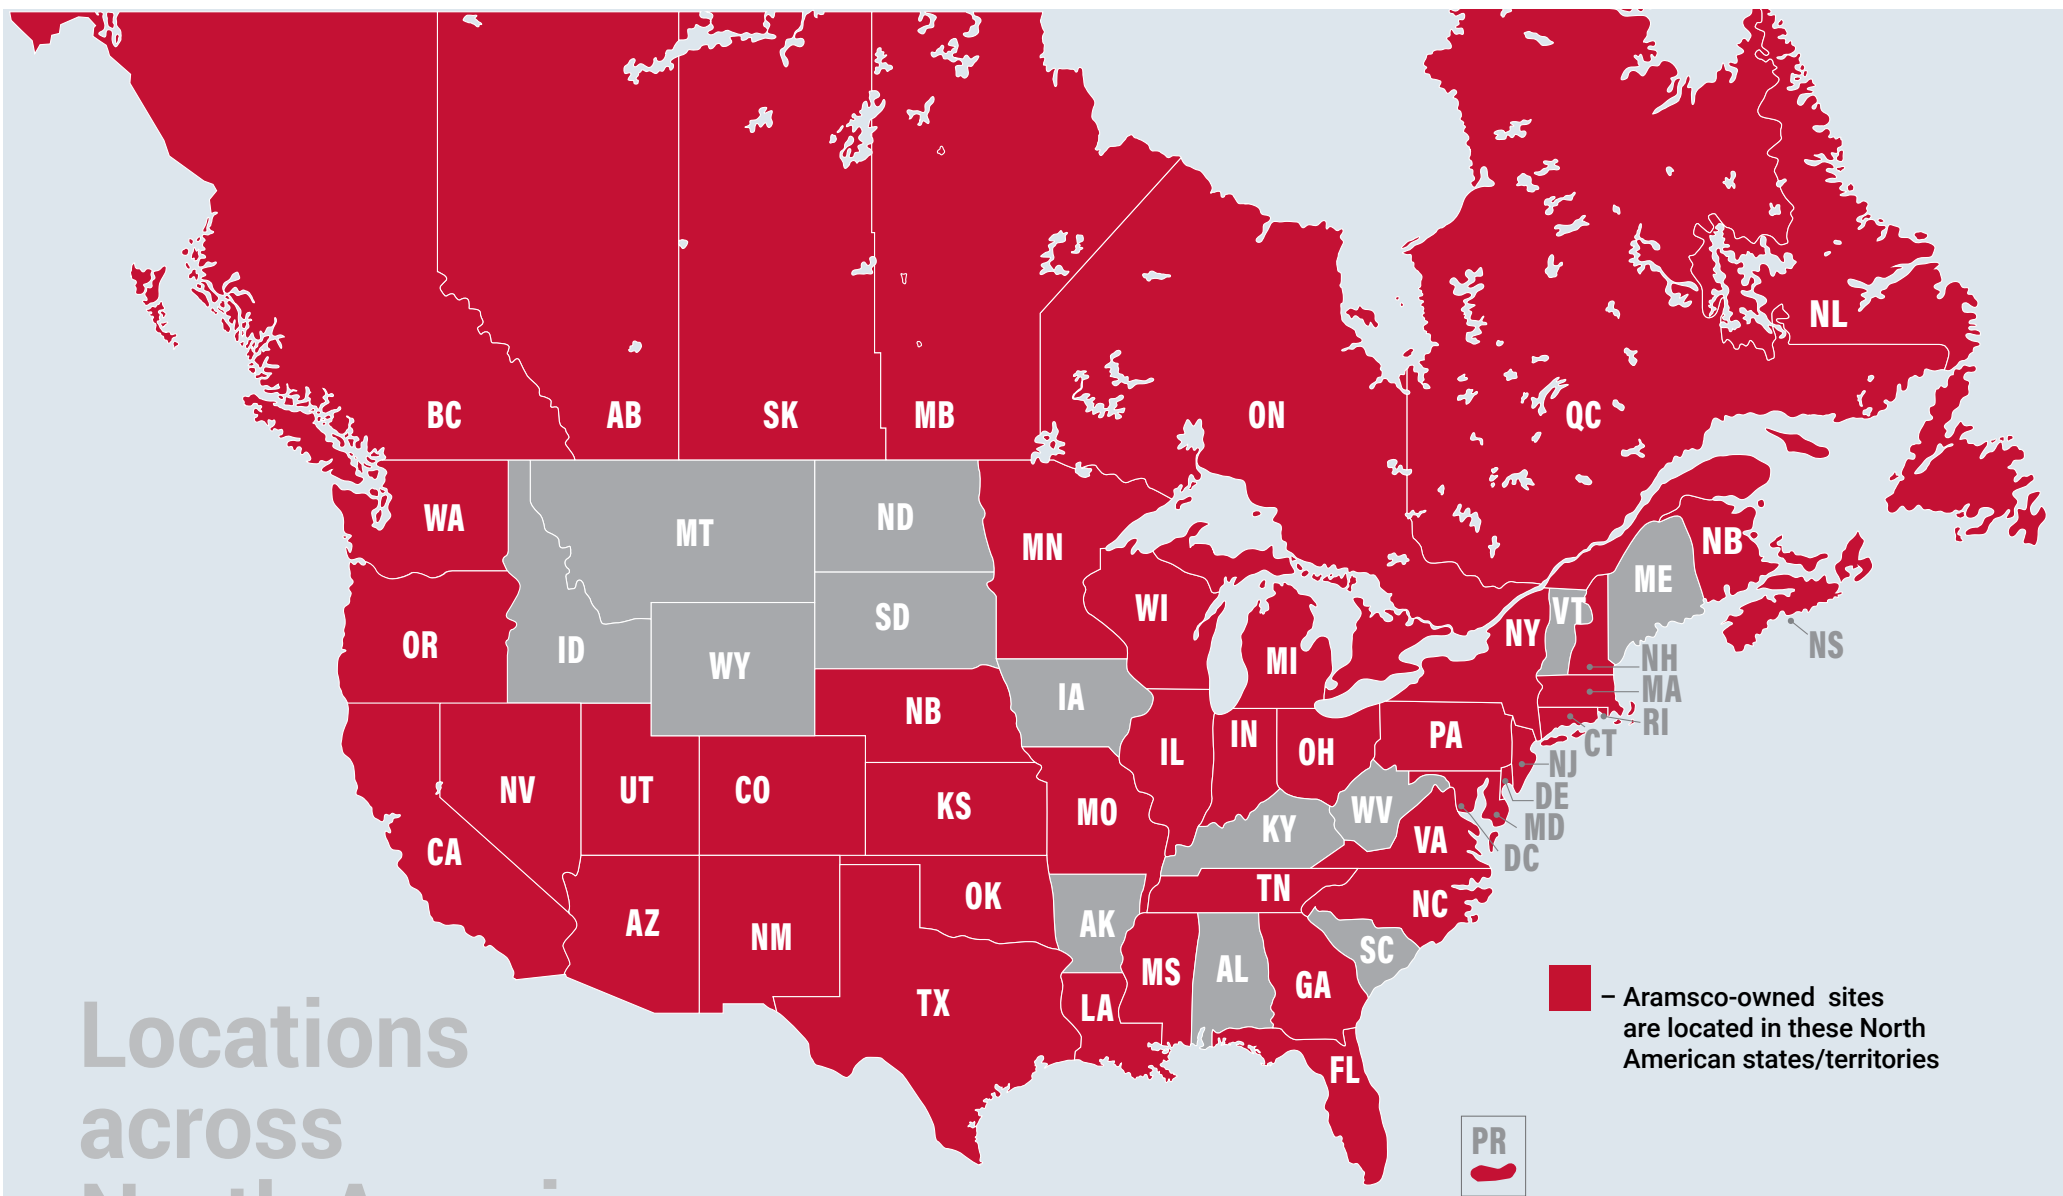 NL
BC
AB
SK
MB
ON
QC
WA
MT
ND
MN
NB
ME
VT
WI
SD
OR
ID
WY
NY
MI
NS
NH
MA
RI
CT
IA
NB
PA
IL
IN
OH
NJ
DE
MD
DC
NV
UT
CO
KS
MO
WV
KY
VA
CA
TN
OK
NC
AZ
NM
AK
SC
MS
AL
GA
TX
LA
FL
– Aramsco-owned sites
are located in these North
American states/territories
Locations
across
PR